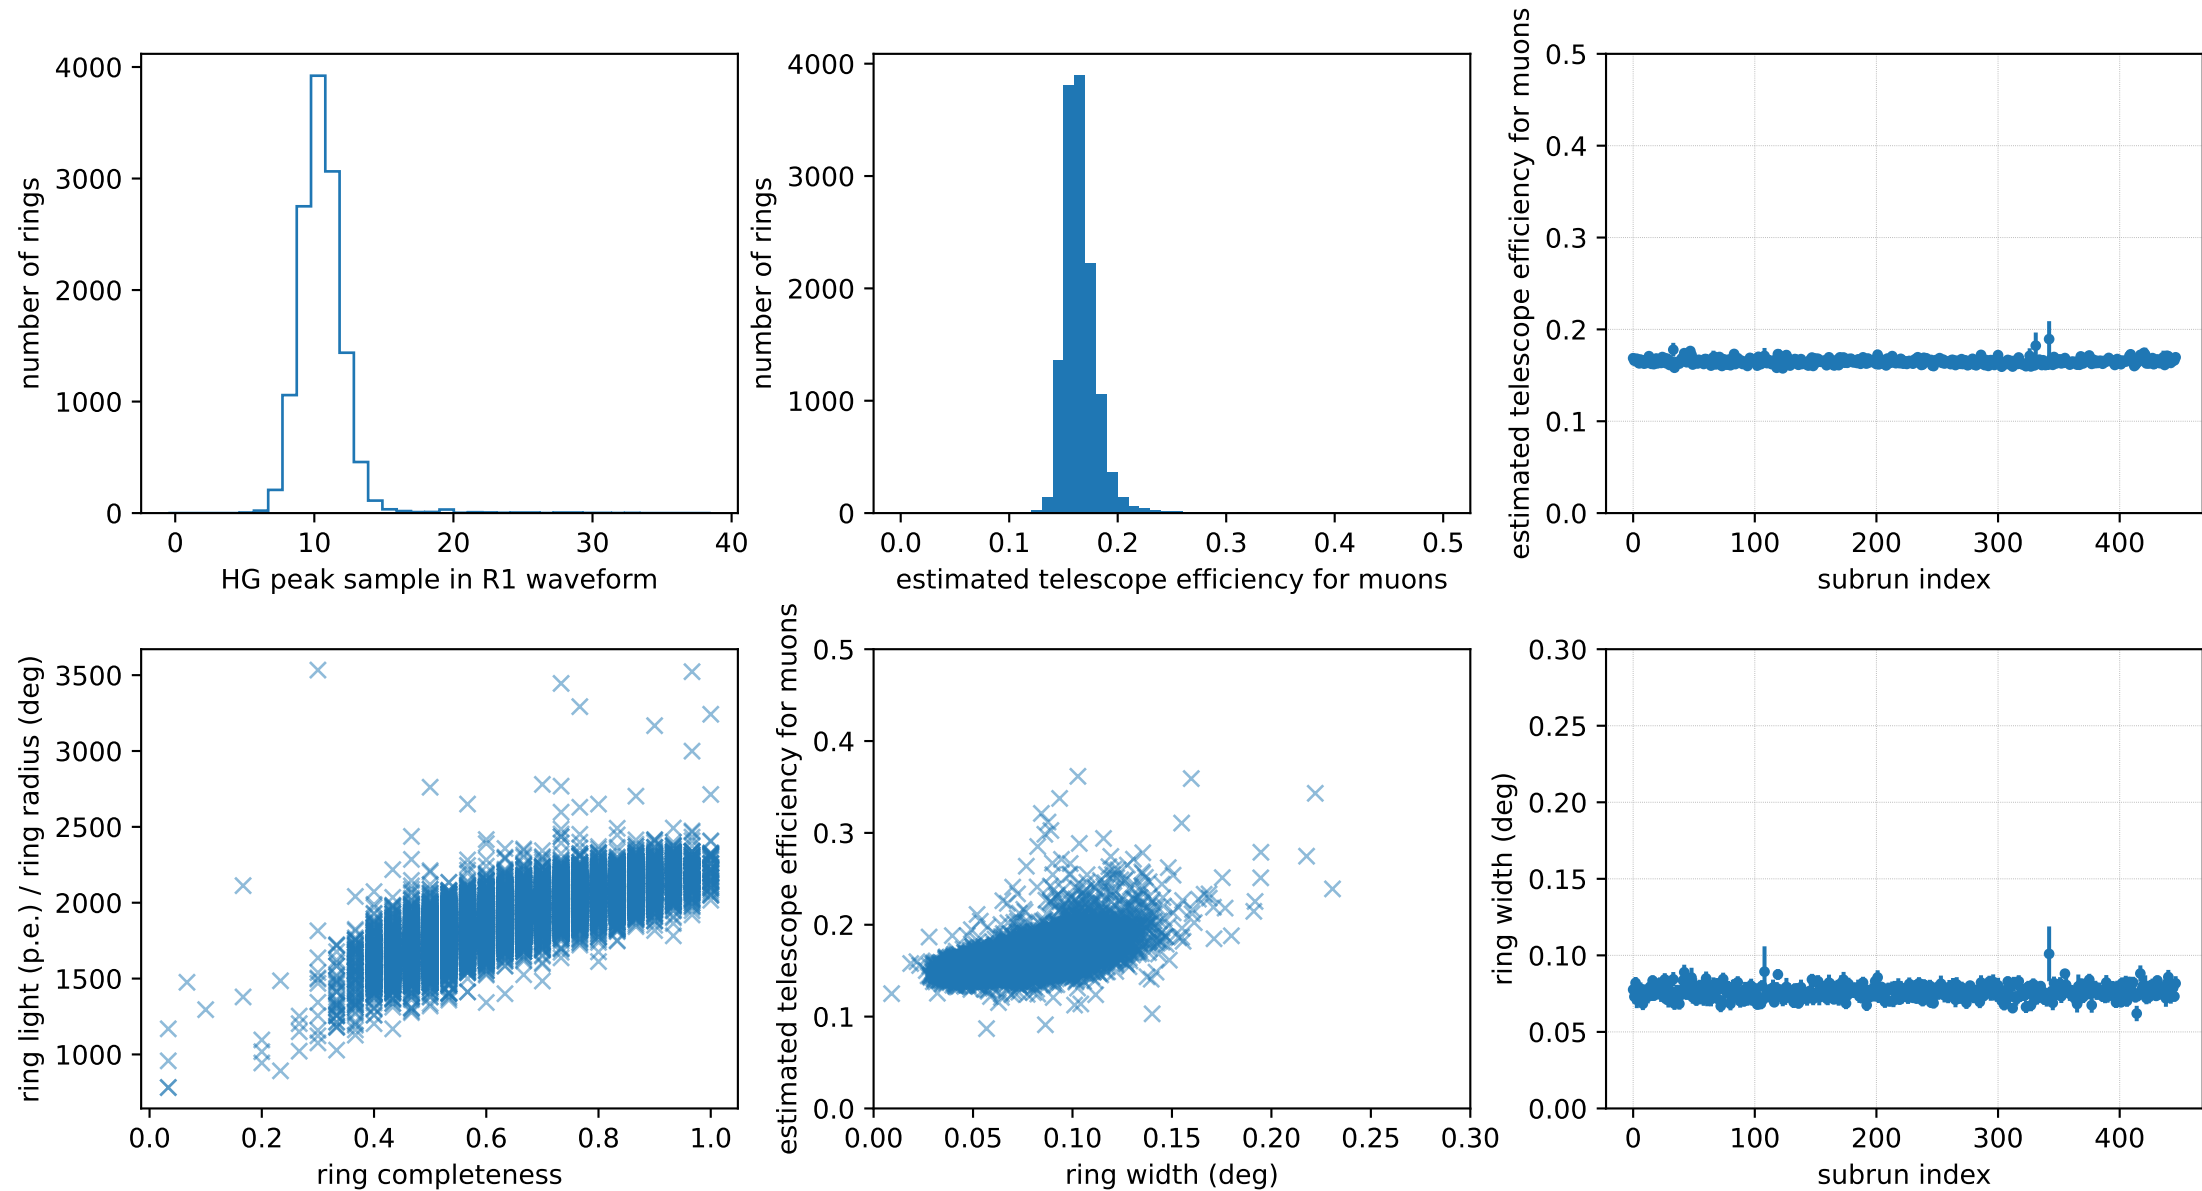 number of rings
4000
3000
2000
1000
0
0 10 20 30 40
HG peak sample in R1 waveform
number of rings
4000
3000
2000
1000
0
0.0 0.1 0.2 0.3 0.4 0.5
estimated telescope efficiency for muons
estimated telescope efficiency for muons
0.5
0.4
0.3
0.2
0.1
0.0
0 100 200 300 400
subrun index
ring light (p.e.) / ring radius (deg)
3500
3000
2500
2000
1500
1000
0.0 0.2 0.4 0.6 0.8 1.0
ring completeness
estimated telescope efficiency for muons
0.5
0.4
0.3
0.2
0.1
0.0
0.00 0.05 0.10 0.15 0.20 0.25 0.30
ring width (deg)
ring width (deg)
0.30
0.25
0.20
0.15
0.10
0.05
0.00
0 100 200 300 400
subrun index